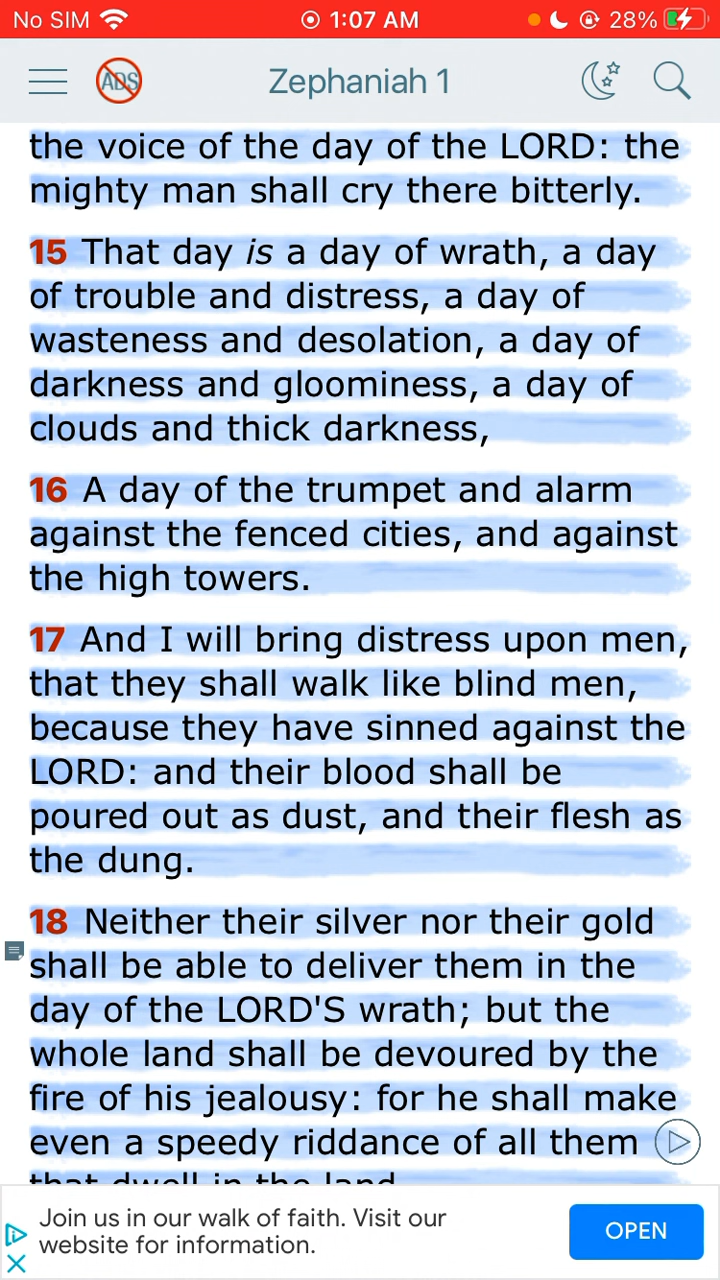 No SIM 1:07 AM 28%
ADS Zephaniah 1
the voice of the day of the LORD: the
mighty man shall cry there bitterly.
15 That day is a day of wrath, a day
of trouble and distress, a day of
wasteness and desolation, a day of
darkness and gloominess, a day of
clouds and thick darkness,
16 A day of the trumpet and alarm
against the fenced cities, and against
the high towers.
17 And I will bring distress upon men,
that they shall walk like blind men,
because they have sinned against the
LORD: and their blood shall be
poured out as dust, and their flesh as
the dung.
18 Neither their silver nor their gold
shall be able to deliver them in the
day of the LORD'S wrath; but the
whole land shall be devoured by the
fire of his jealousy: for he shall make
even a speedy riddance of all them
that dwell in the land
Join us in our walk of faith. Visit our
website for information.
OPEN